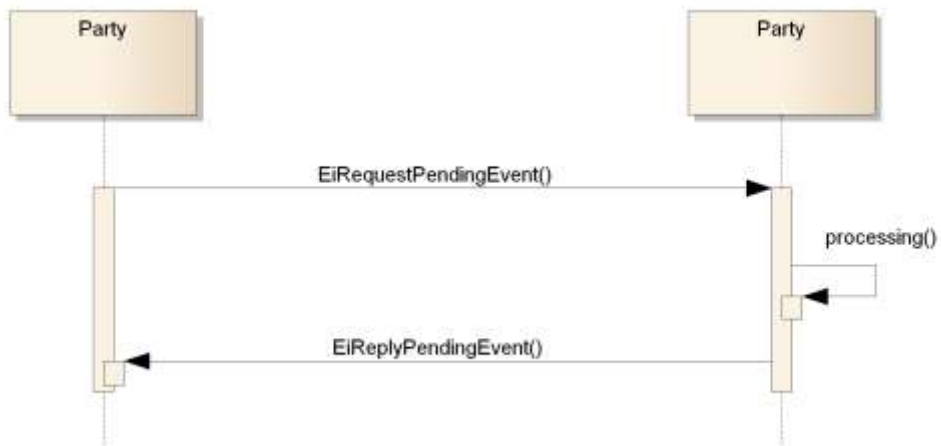 Party
Party
EiRequestPendingEvent()
processing()
EiReplyPendingEvent()